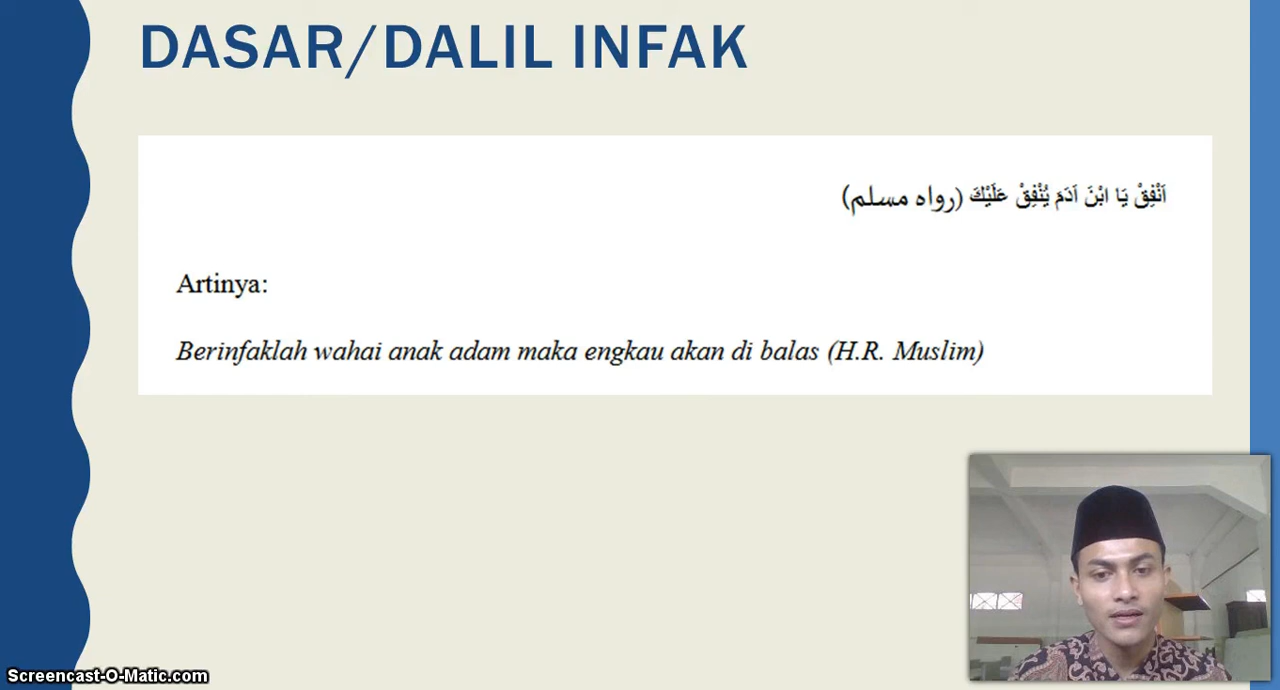 DASAR/DALIL INFAK
اَنْفِقْ يَا ابْنَ اَدَمَ يُنْفِقْ عَلَيْكَ (رواه مسلم)
Artinya:
Berinfaklah wahai anak adam maka engkau akan di balas (H.R. Muslim)
Screencast-O-Matic.com